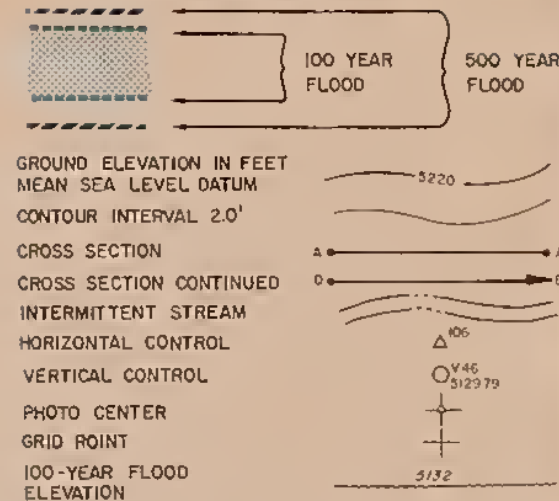 100 YEAR
FLOOD
500 YEAR
FLOOD
GROUND ELEVATION IN FEET
MEAN SEA LEVEL DATUM
5220
CONTOUR INTERVAL 2.0'
CROSS SECTION
A
CROSS SECTION CONTINUED
INTERMITTENT STREAM
HORIZONTAL CONTROL
106
VERTICAL CONTROL
V46
512979
PHOTO CENTER
GRID ROINT
100-YEAR FLOOD
ELEVATION
5132